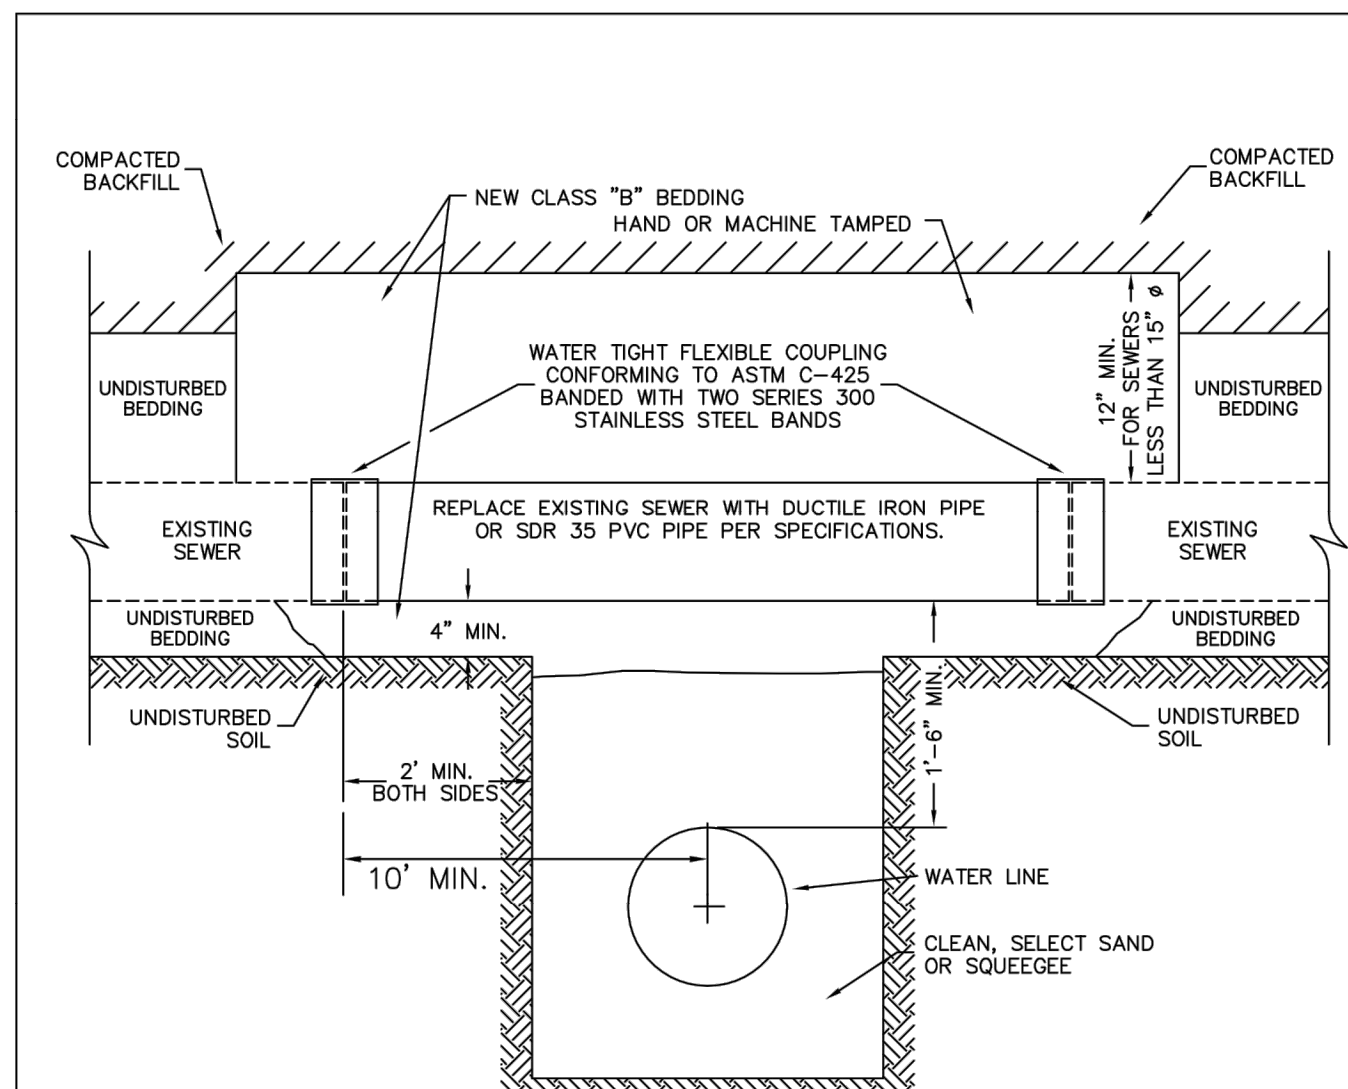 COMPACTED
BACKFILL
COMPACTED
BACKFILL
NEW CLASS "B" BEDDING
HAND OR MACHINE TAMPED
12" MIN.
FOR SEWERS
LESS THAN 15" ø
WATER TIGHT FLEXIBLE COUPLING
CONFORMING TO ASTM C-425
BANDED WITH TWO SERIES 300
STAINLESS STEEL BANDS
UNDISTURBED
BEDDING
UNDISTURBED
BEDDING
EXISTING
SEWER
REPLACE EXISTING SEWER WITH DUCTILE IRON PIPE
OR SDR 35 PVC PIPE PER SPECIFICATIONS.
EXISTING
SEWER
UNDISTURBED
BEDDING
4" MIN.
UNDISTURBED
BEDDING
UNDISTURBED
SOIL
1'-6" MIN.
UNDISTURBED
SOIL
2' MIN.
BOTH SIDES
10' MIN.
WATER LINE
CLEAN, SELECT SAND
OR SQUEEGEE